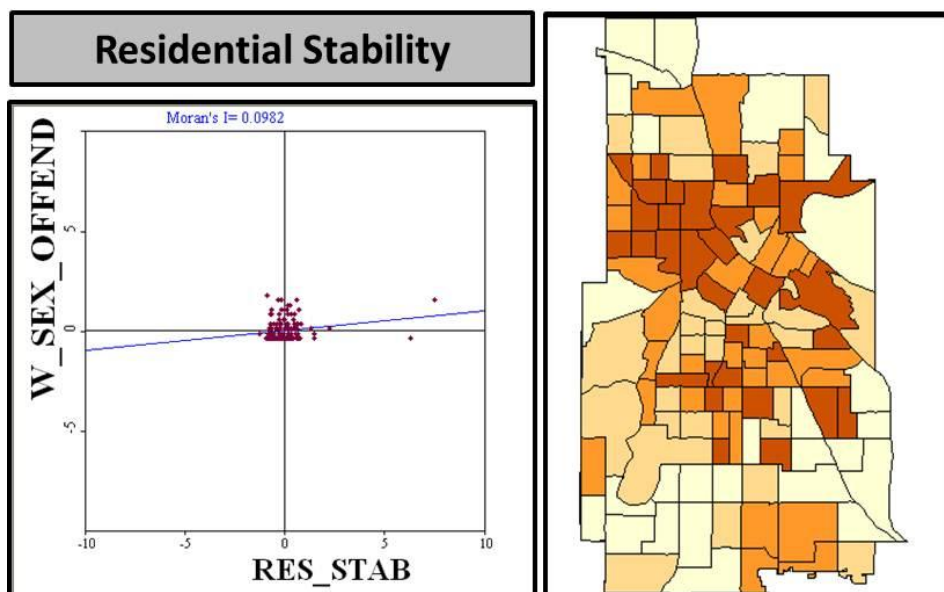 Residential Stability
Moran's I= 0.0982
W_SEX_OFFEND
5
0
-5
-10
-5
0
5
10
RES_STAB